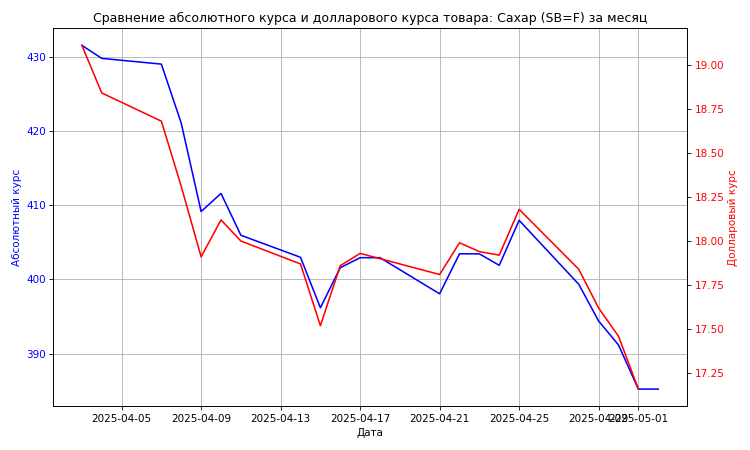 Сравнение абсолютного курса и долларового курса товара: Сахар (SB=F) за месяц
Абсолютный курс
430
420
410
400
390
19.00
18.75
18.50
18.25
18.00
17.75
17.50
17.25
Долларовый курс
2025-04-05 2025-04-09 2025-04-13 2025-04-17 2025-04-21 2025-04-25 2025-04-29 2025-05-01
Дата